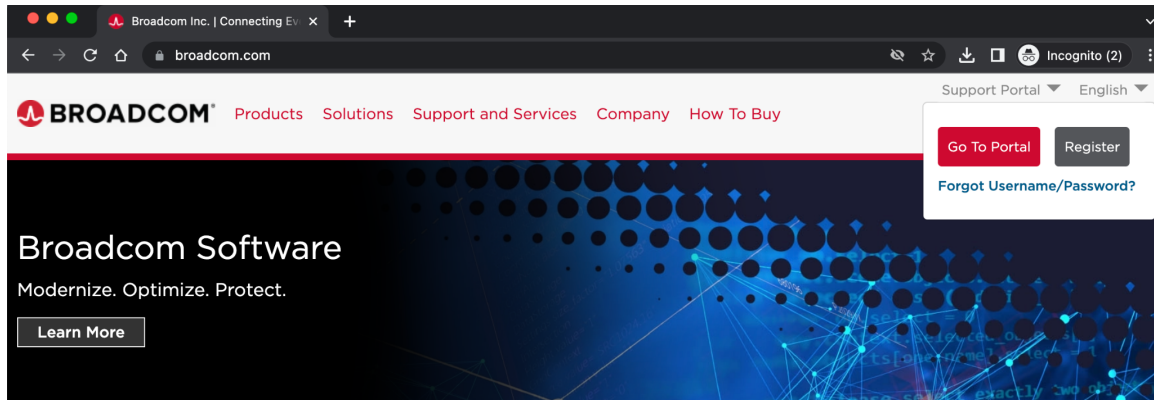 Broadcom Inc. | Connecting Ev
broadcom.com
Incognito (2)
Support Portal English
BROADCOM® Products Solutions Support and Services Company How To Buy
Go To Portal Register
Forgot Username/Password?
Broadcom Software
Modernize. Optimize. Protect.
Learn More